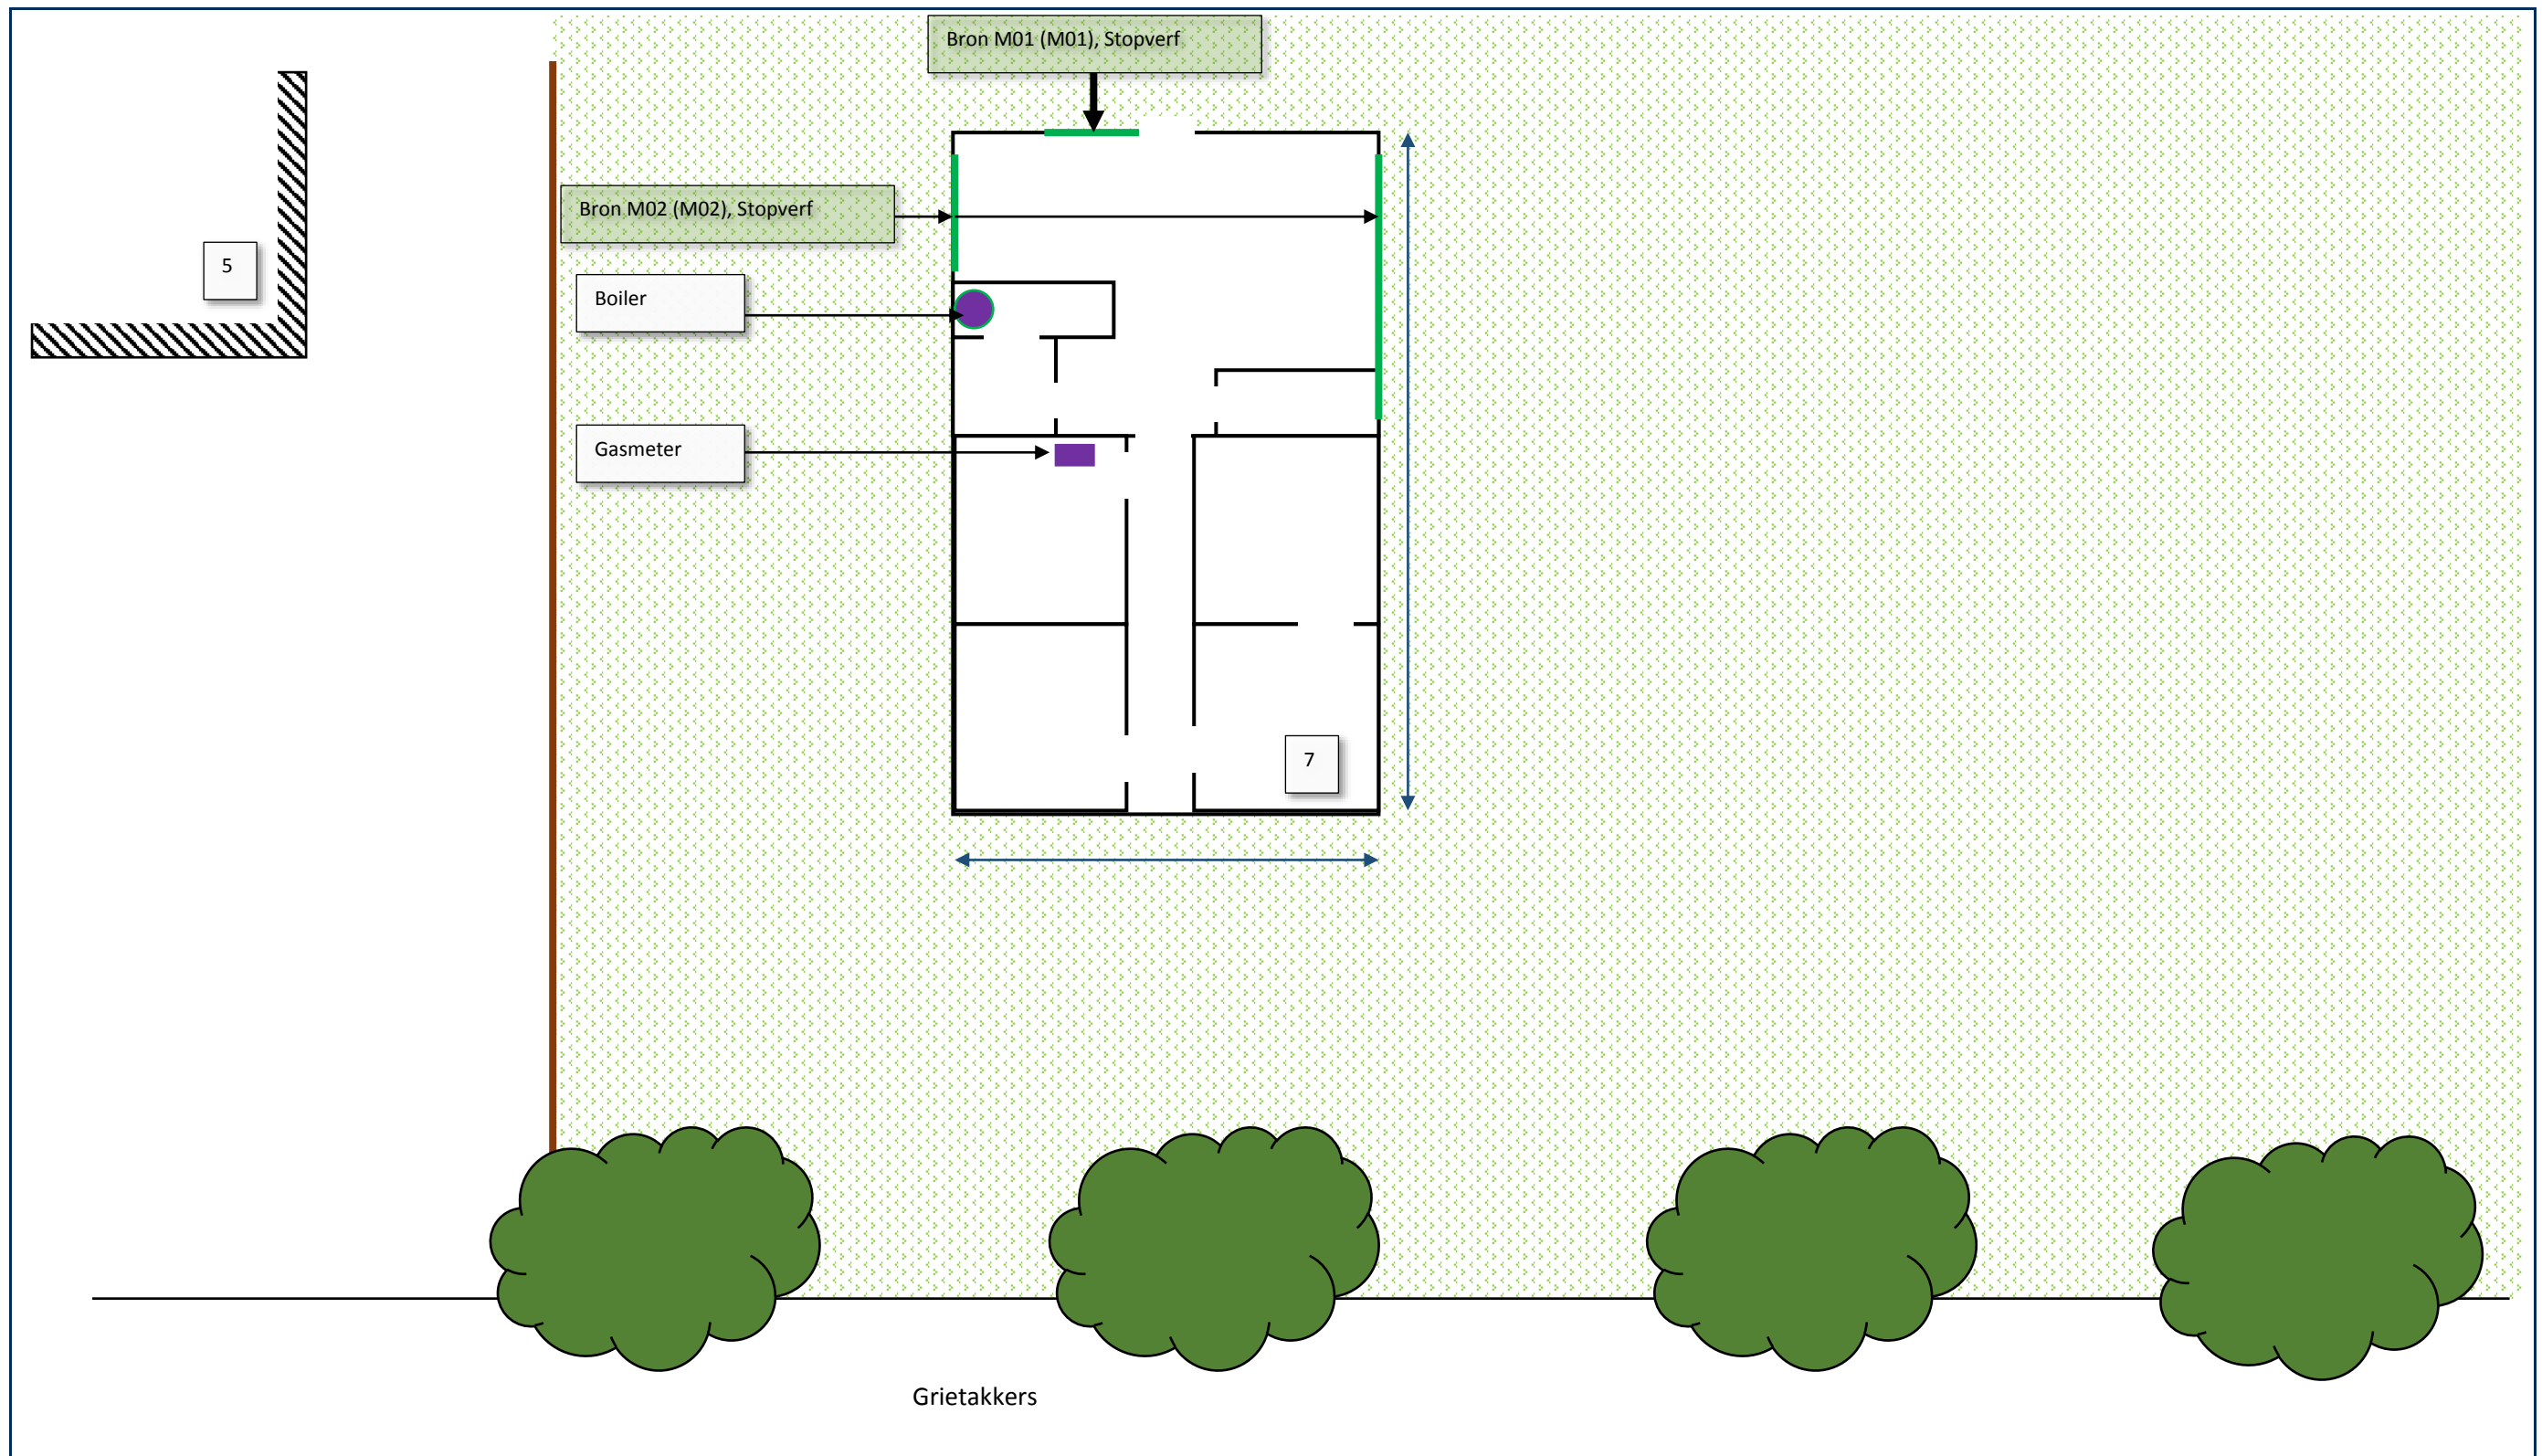 Bron M01 (M01), Stopverf
Bron M02 (M02), Stopverf
5
Boiler
Gasmeter
7
Grietakkers